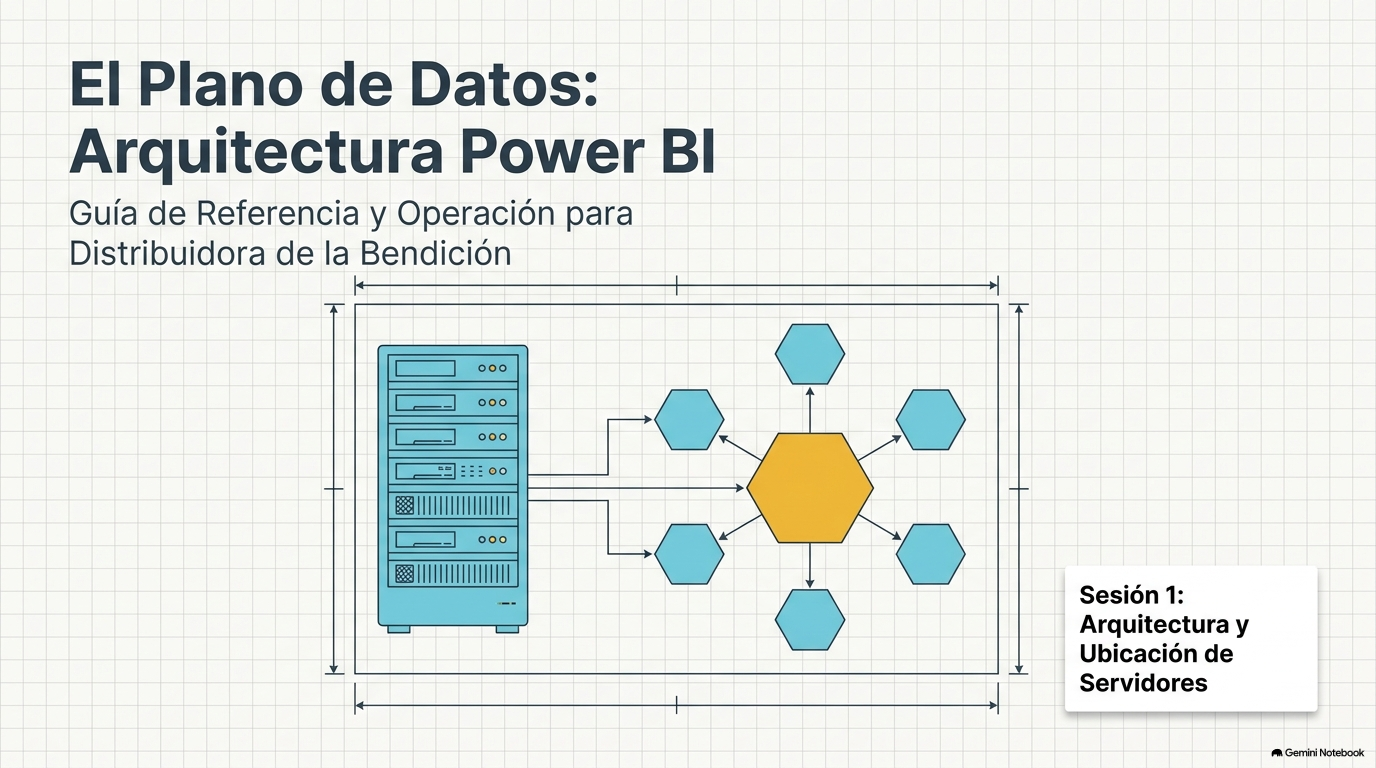 El Plano de Datos:
Arquitectura Power BI
Guía de Referencia y Operación para
Distribuidora de la Bendición
Sesión 1:
Arquitectura y
Ubicación de
Servidores
Gemini Notebook